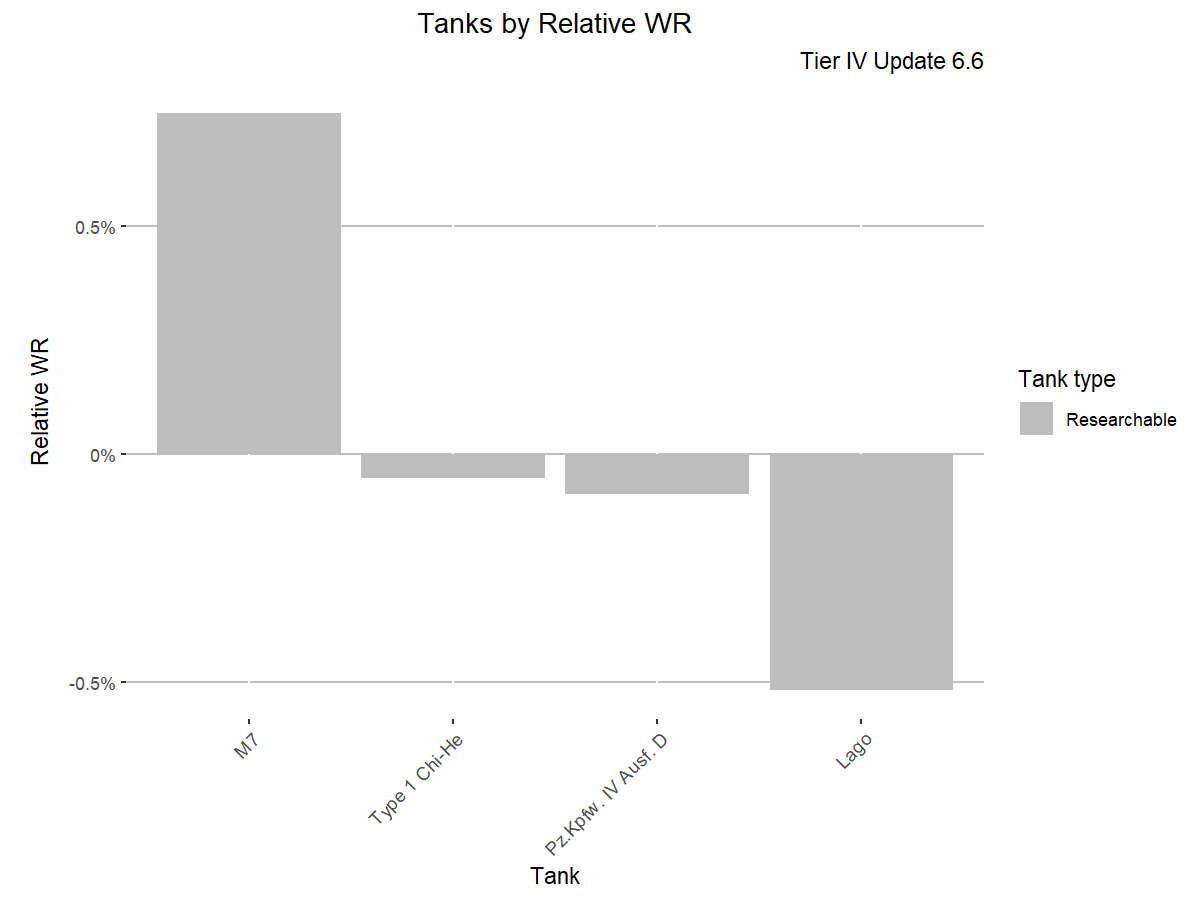 Tanks by Relative WR
Tier IV Update 6.6
0.5%
0%
-0.5%
Relative WR
M7
Type 1 Chi-He
Pz.Kpfw. IV Ausf. D
Lago
Tank
Tank type
Researchable